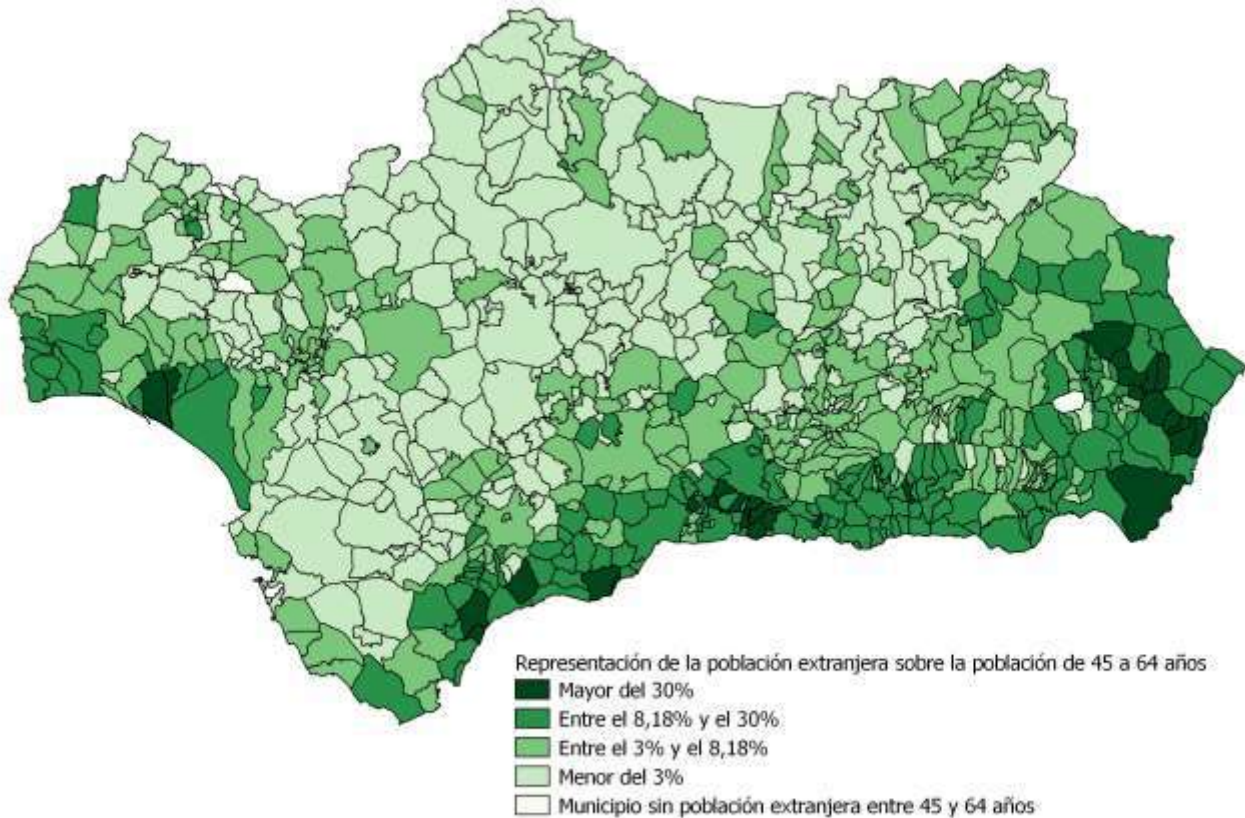 Representación de la población extranjera sobre la población de 45 a 64 años
Mayor del 30%
Entre el 8,18% y el 30%
Entre el 3% y el 8,18%
Menor del 3%
Municipio sin población extranjera entre 45 y 64 años